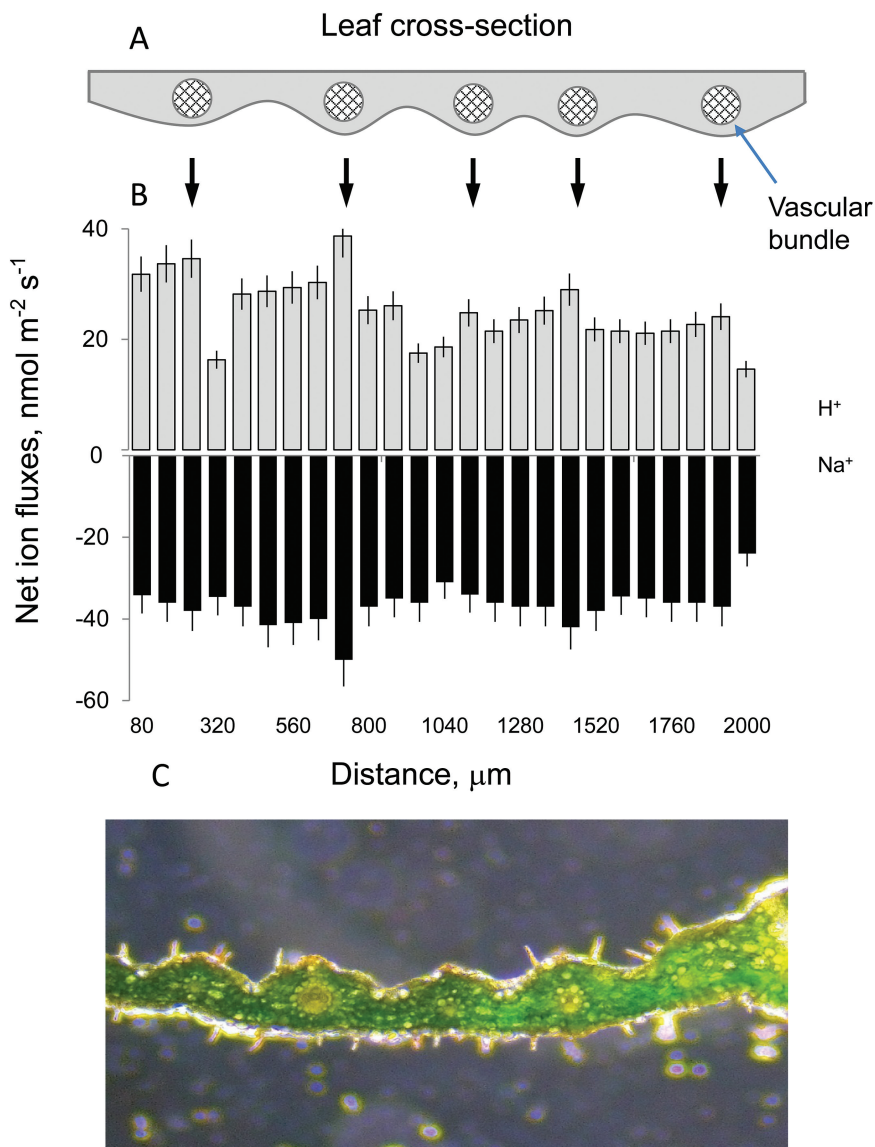 A
Leaf cross-section
B
Vascular
bundle
Net ion fluxes, nmol m⁻² s⁻¹
40
20
H⁺
0
Na⁺
-20
-40
-60
80 320 560 800 1040 1280 1520 1760 2000
C
Distance, μm